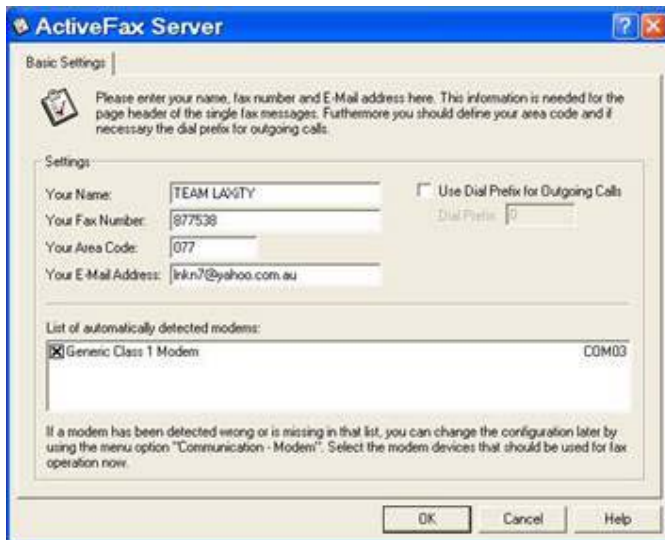 ActiveFax Server
Basic Settings
Please enter your name, fax number and E-Mail address here. This information is needed for the
page header of the single fax messages. Furthermore you should define your area code and if
necessary the dial prefix for outgoing calls.
Settings
Your Name: TEAM LAXITY
Use Dial Prefix for Outgoing Calls
Your Fax Number: 877538
Dial Prefix: 0
Your Area Code: 077
Your E-Mail Address: lnkn7@yahoo.com.au
List of automatically detected modems:
Generic Class 1 Modem COM03
If a modem has been detected wrong or is missing in that list, you can change the configuration later by
using the menu option "Communication - Modem". Select the modem devices that should be used for fax
operation now.
OK Cancel Help